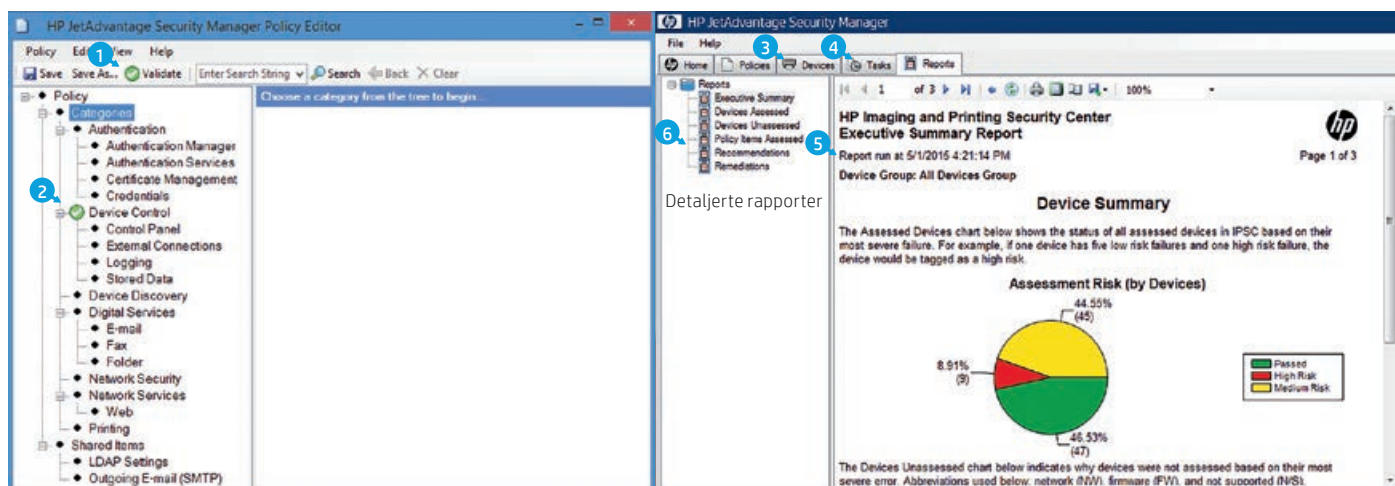 HP JetAdvantage Security Manager Policy Editor
Policy Edit View Help
1
Save Save As... Validate Enter Search String Search Back Clear
Policy
Choose a category from the tree to begin...
Categories
Authentication
Authentication Manager
Authentication Services
Certificate Management
Credentials
2
Device Control
Control Panel
External Connections
Logging
Stored Data
Device Discovery
Digital Services
E-mail
Fax
Folder
Network Security
Network Services
Web
Printing
Shared Items
LDAP Settings
Outgoing E-mail (SMTP)
HP JetAdvantage Security Manager
File Help
3
4
Home Policies Devices Tasks Reports
Reports
Executive Summary
Devices Assessed
Devices Unassessed
6
Policy Items Assessed
Recommendations
Remediations
Detaljerte rapporter
1 of 3 100%
HP Imaging and Printing Security Center
Executive Summary Report
hp
5
Report run at 5/1/2015 4:21:14 PM
Page 1 of 3
Device Group: All Devices Group
Device Summary
The Assessed Devices chart below shows the status of all assessed devices in IPSC based on their
most severe failure. For example, if one device has five low risk failures and one high risk failure, the
device would be tagged as a high risk.
Assessment Risk (by Devices)
44.55%
(45)
8.91%
(9)
46.53%
(47)
Passed
High Risk
Medium Risk
The Devices Unassessed chart below indicates why devices were not assessed based on their most
severe error. Abbreviations used below: network (NW), firmware (FW), and not supported (N/S).